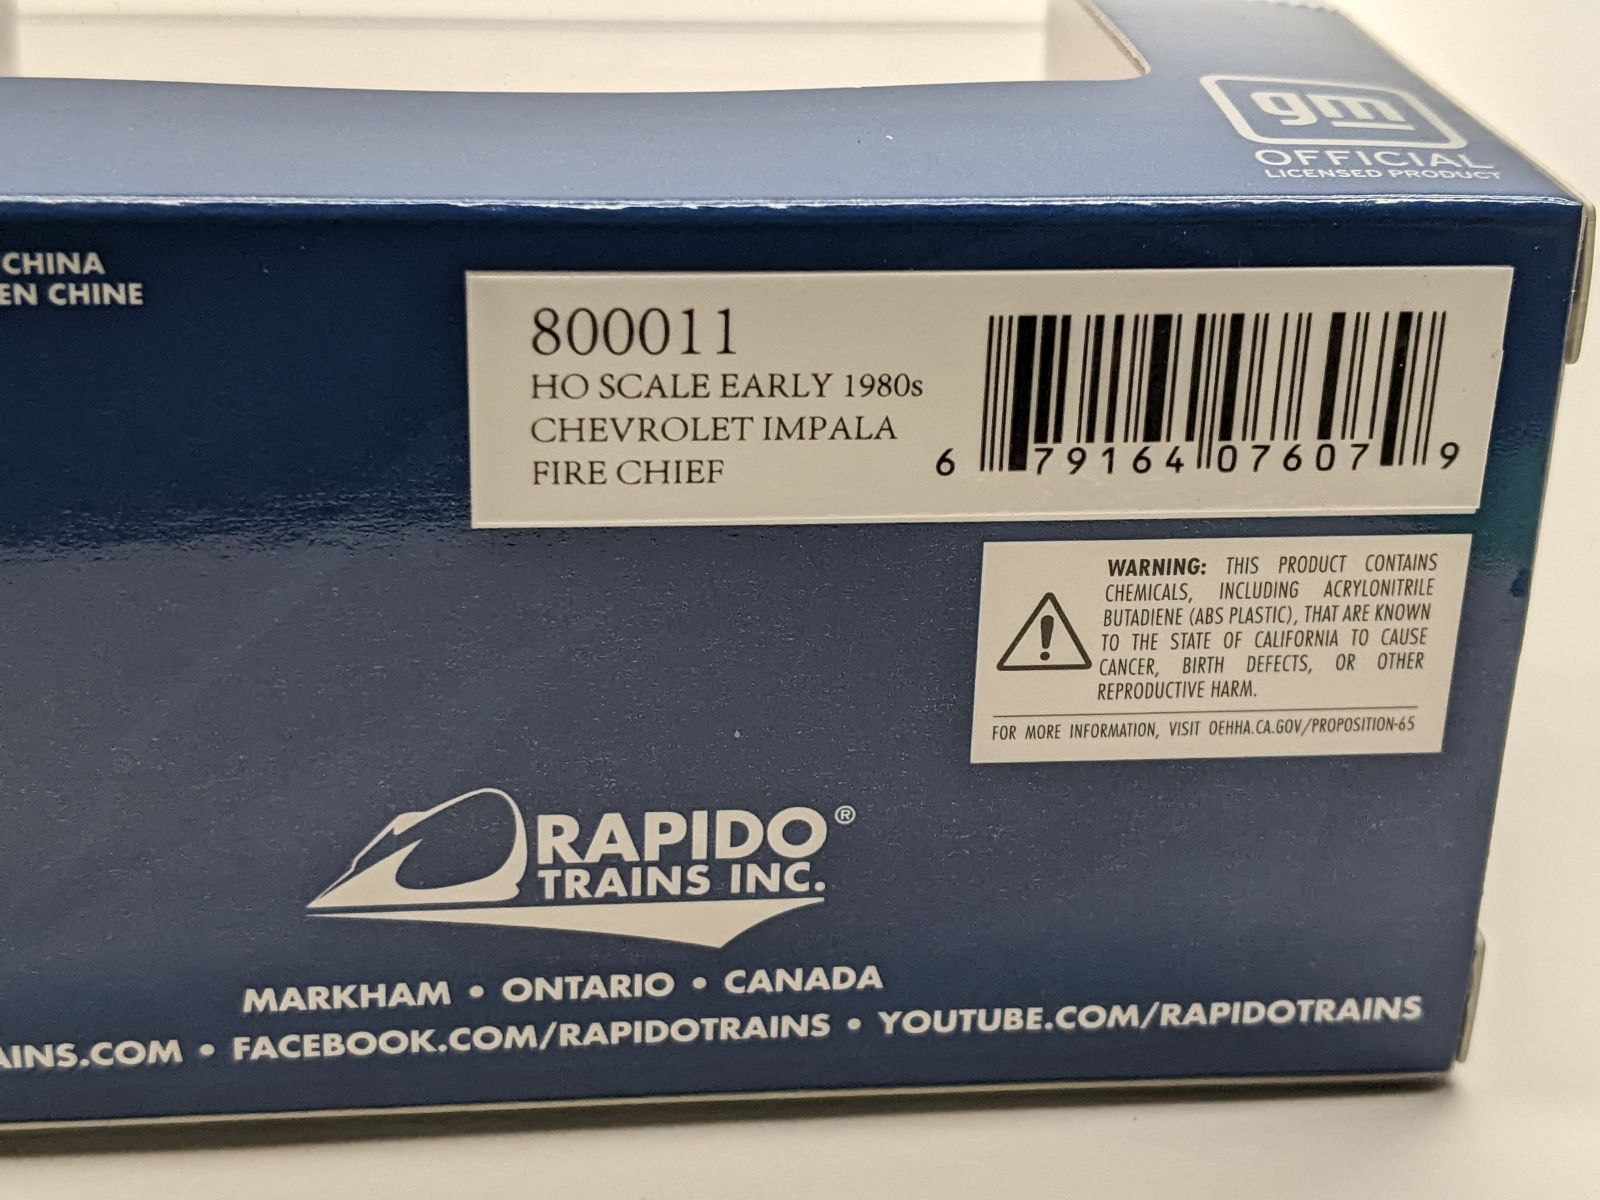 gm
OFFICIAL
LICENSED PRODUCT
CHINA
EN CHINE
800011
HO SCALE EARLY 1980s
CHEVROLET IMPALA
FIRE CHIEF
6 79164 07607 9
WARNING: THIS PRODUCT CONTAINS
CHEMICALS, INCLUDING ACRYLONITRILE
BUTADIENE (ABS PLASTIC), THAT ARE KNOWN
TO THE STATE OF CALIFORNIA TO CAUSE
CANCER, BIRTH DEFECTS, OR OTHER
REPRODUCTIVE HARM.
FOR MORE INFORMATION, VISIT OEHHA.CA.GOV/PROPOSITION-65
RAPIDO®
TRAINS INC.
MARKHAM • ONTARIO • CANADA
AINS.COM • FACEBOOK.COM/RAPIDOTRAINS • YOUTUBE.COM/RAPIDOTRAINS